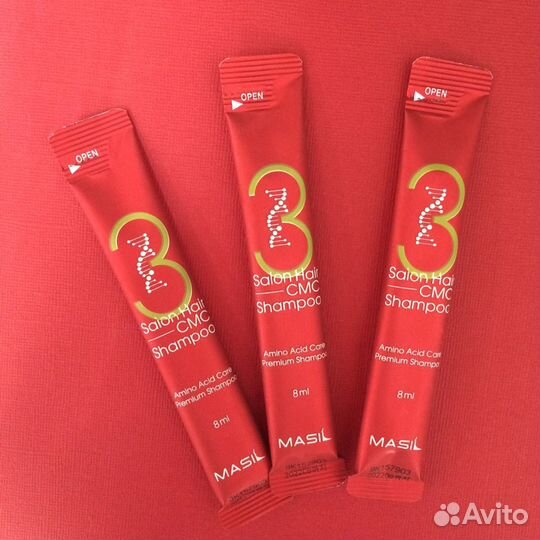 OPEN
3
Salon Hair
CMC
Shampoo
Amino Acid Care
Premium Shampoo
8ml
MASIL
OPEN
3
Salon Hair
CMC
Shampoo
Amino Acid Care
Premium Shampoo
8ml
MASIL
OPEN
3
Salon Hair
CMC
Shampoo
Amino Acid Care
Premium Shampoo
8ml
MASIL
Avito